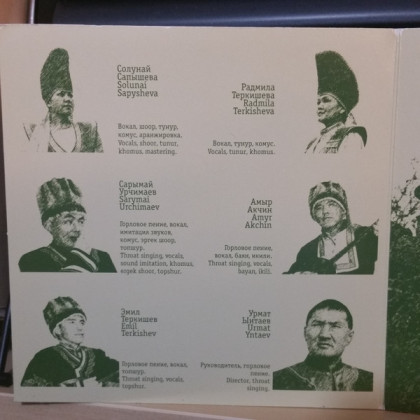 Солунай
Сапышева
Solunai
Sapysheva
Вокал, шоор, тунур,
комус, аранжировка.
Vocals, shoor, tunur,
khomus, mastering.
Радмила
Теркишева
Radmila
Terkisheva
Вокал, тунур, комус.
Vocals, tunur, khomus.
Сарымай
Урчимаев
Sarymai
Urchimaev
Горловое пение, вокал,
имитация звуков,
комус, эргек шоор,
топшур.
Throat singing, vocals,
sound imitation, khomus,
ergek shoor, topshur.
Амыр
Акчин
Amyr
Akchin
Горловое пение,
вокал, баян, икили.
Throat singing, vocals,
bayan, ikili.
Эмил
Теркишев
Emil
Terkishev
Горловое пение, вокал,
топшур.
Throat singing, vocals,
topshur.
Урмат
Ынтаев
Urmat
Yntaev
Руководитель, горловое
пение.
Director, throat
singing